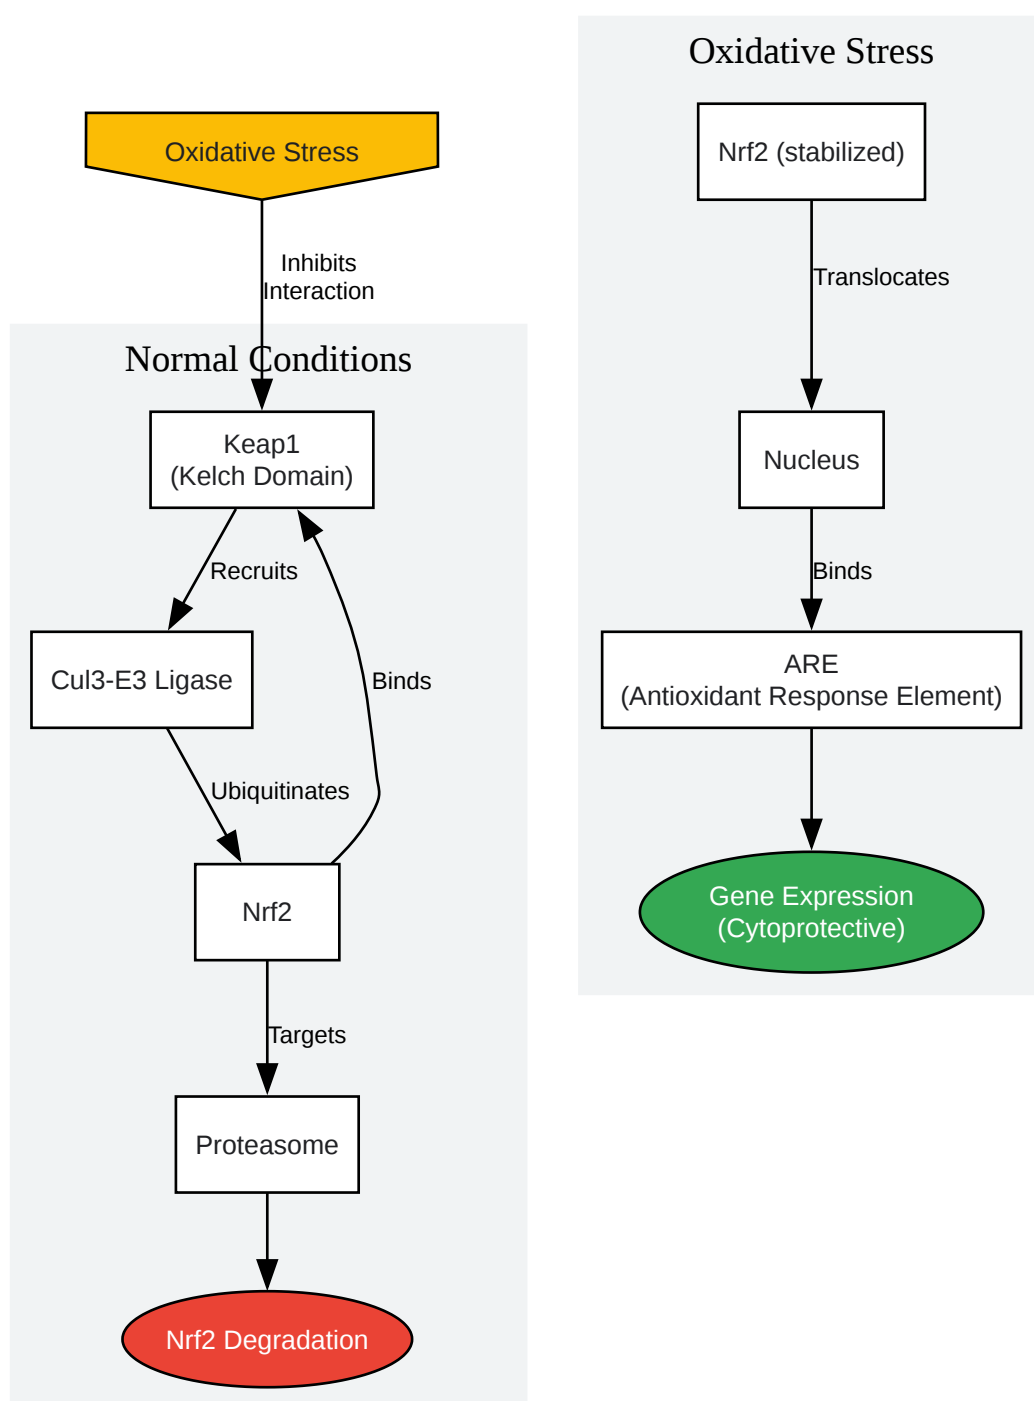 Oxidative Stress
Inhibits
Interaction
Normal Conditions
Keap1
(Kelch Domain)
Recruits
Cul3-E3 Ligase
Binds
Ubiquitinates
Nrf2
Targets
Proteasome
Nrf2 Degradation
Oxidative Stress
Nrf2 (stabilized)
Translocates
Nucleus
Binds
ARE
(Antioxidant Response Element)
Gene Expression
(Cytoprotective)